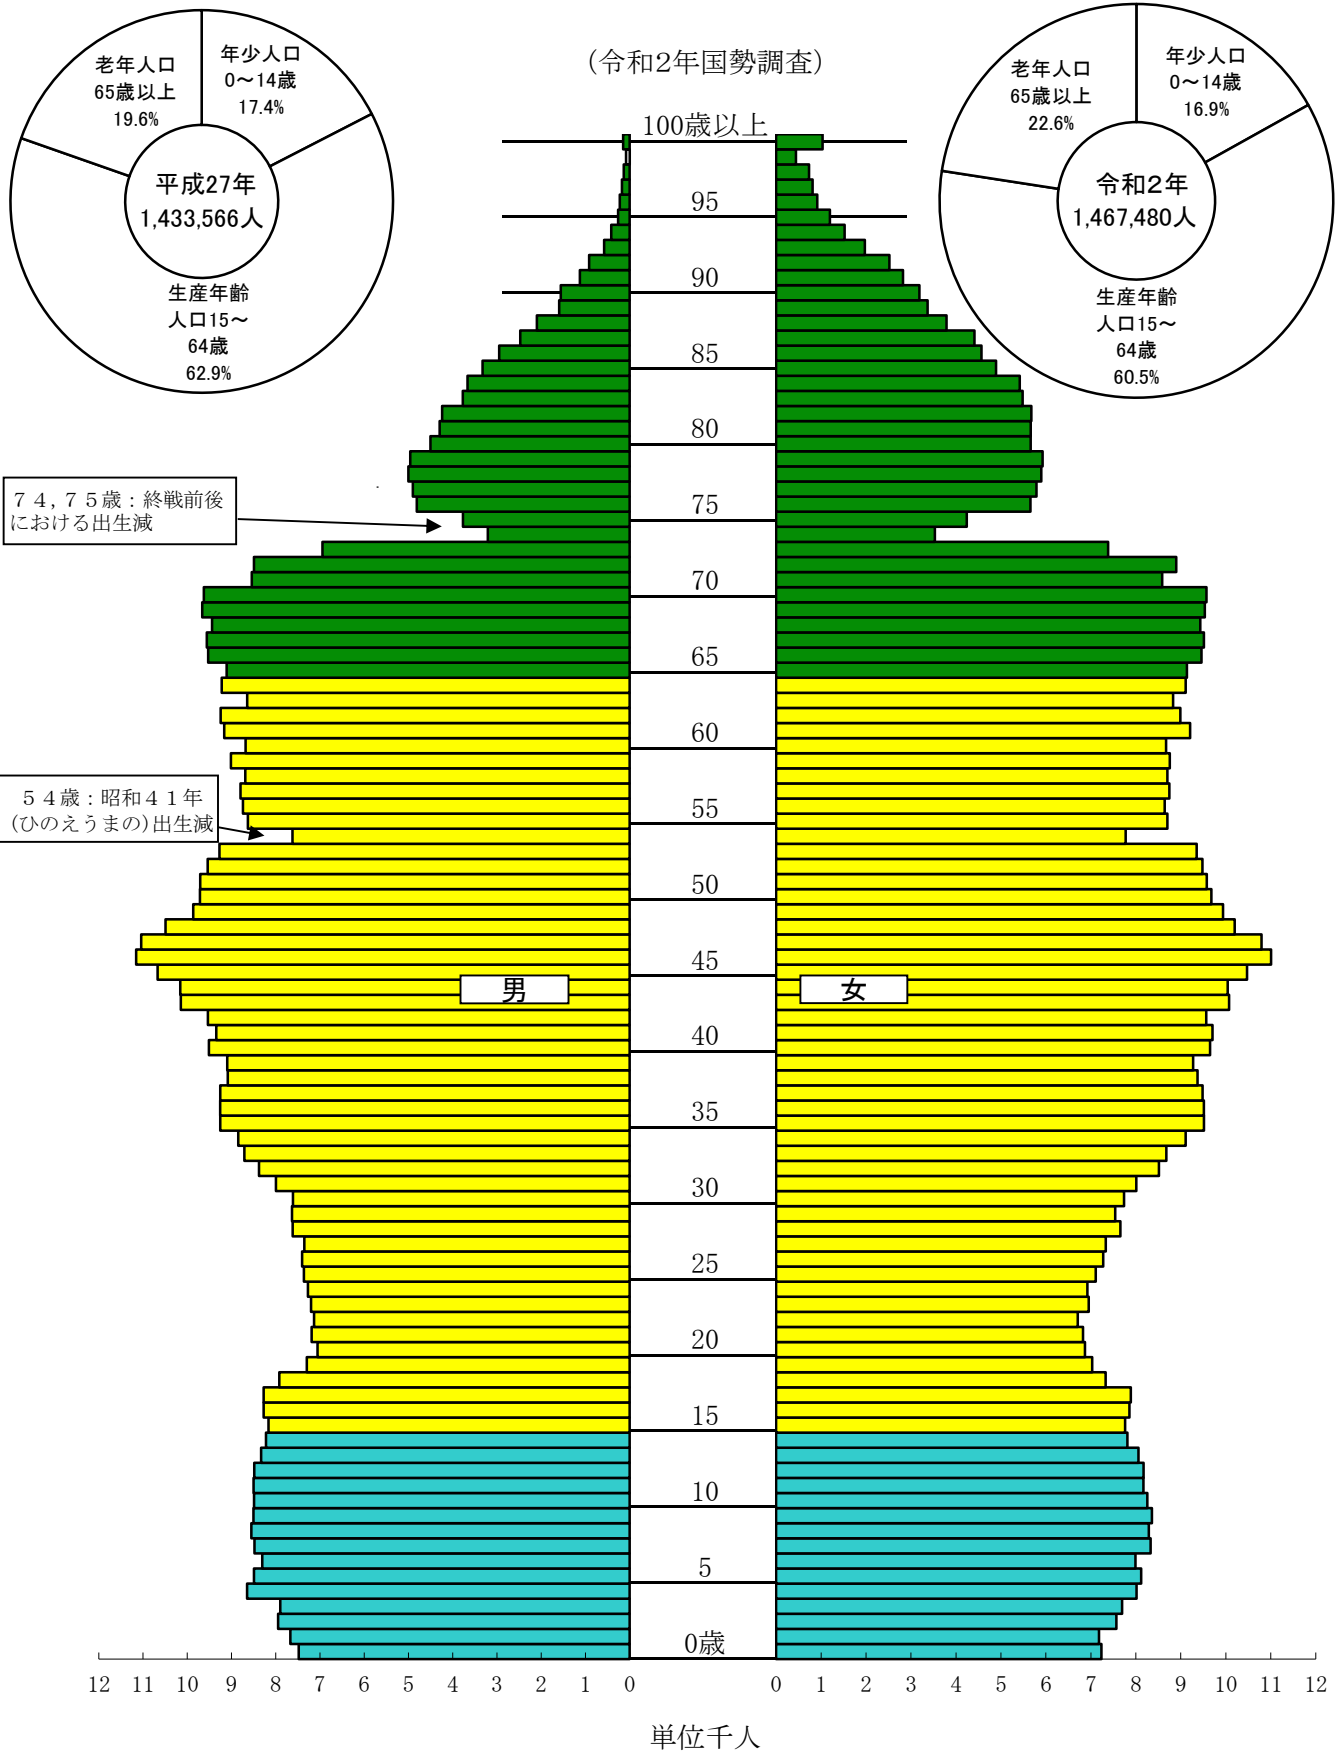 (令和2年国勢調査)
老年人口
65歳以上
19.6%
年少人口
0～14歳
17.4%
平成27年
1,433,566人
生産年齢
人口15～
64歳
62.9%
老年人口
65歳以上
22.6%
年少人口
0～14歳
16.9%
令和2年
1,467,480人
生産年齢
人口15～
64歳
60.5%
100歳以上
95
90
85
80
75
70
65
60
55
50
45
40
35
30
25
20
15
10
5
0歳
７４,７５歳：終戦前後
における出生減
５４歳：昭和４１年
(ひのえうまの)出生減
男
女
12 11 10 9 8 7 6 5 4 3 2 1 0
0 1 2 3 4 5 6 7 8 9 10 11 12
単位千人